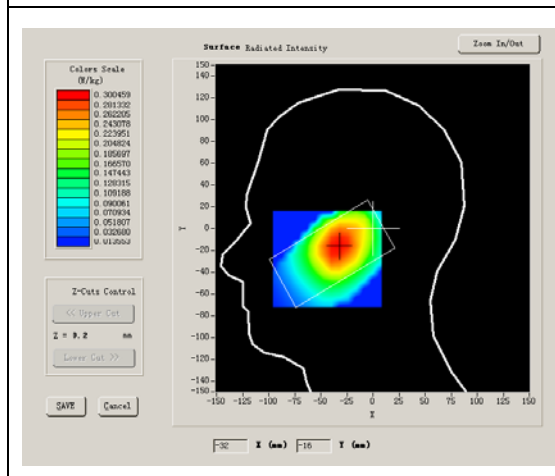 Surface Radiated Intensity
Zoom In/Out
Colors Scale
(W/kg)
0.300459
0.281332
0.262205
0.243078
0.223951
0.204824
0.185697
0.166570
0.147443
0.128315
0.109188
0.090061
0.070934
0.051807
0.032680
0.013553
Z-Cuts Control
<< Upper Cut
Z = mm
Lower Cut >>
SAVE Cancel
150
140
120
100
80
60
40
20
0
-20
-40
-60
-80
-100
-120
-140
-150
Y
-150 -125 -100 -75 -50 -25 0 25 50 75 100 125 150
X
-32 X (mm) -16 Y (mm)